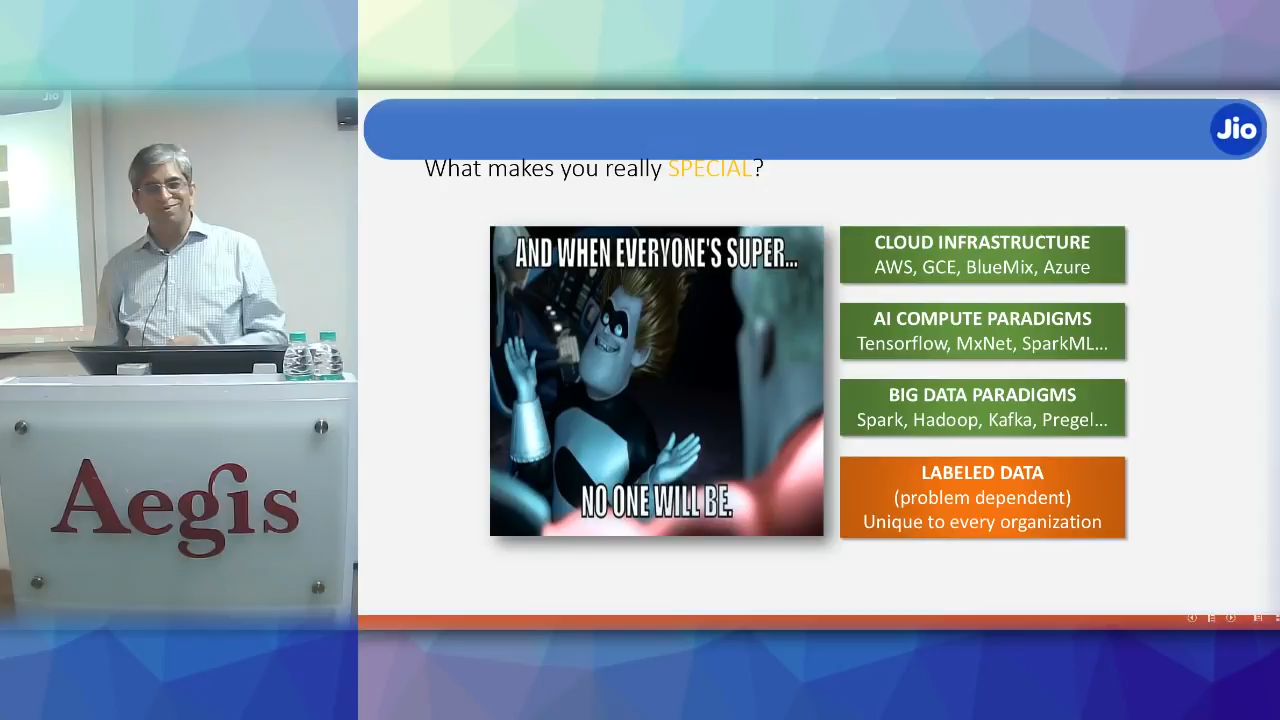 Jio
Jio
What makes you really SPECIAL?
AND WHEN EVERYONE'S SUPER...
NO ONE WILL BE.
CLOUD INFRASTRUCTURE
AWS, GCE, BlueMix, Azure
AI COMPUTE PARADIGMS
Tensorflow, MxNet, SparkML...
BIG DATA PARADIGMS
Spark, Hadoop, Kafka, Pregel...
LABELED DATA
(problem dependent)
Unique to every organization
Aegis